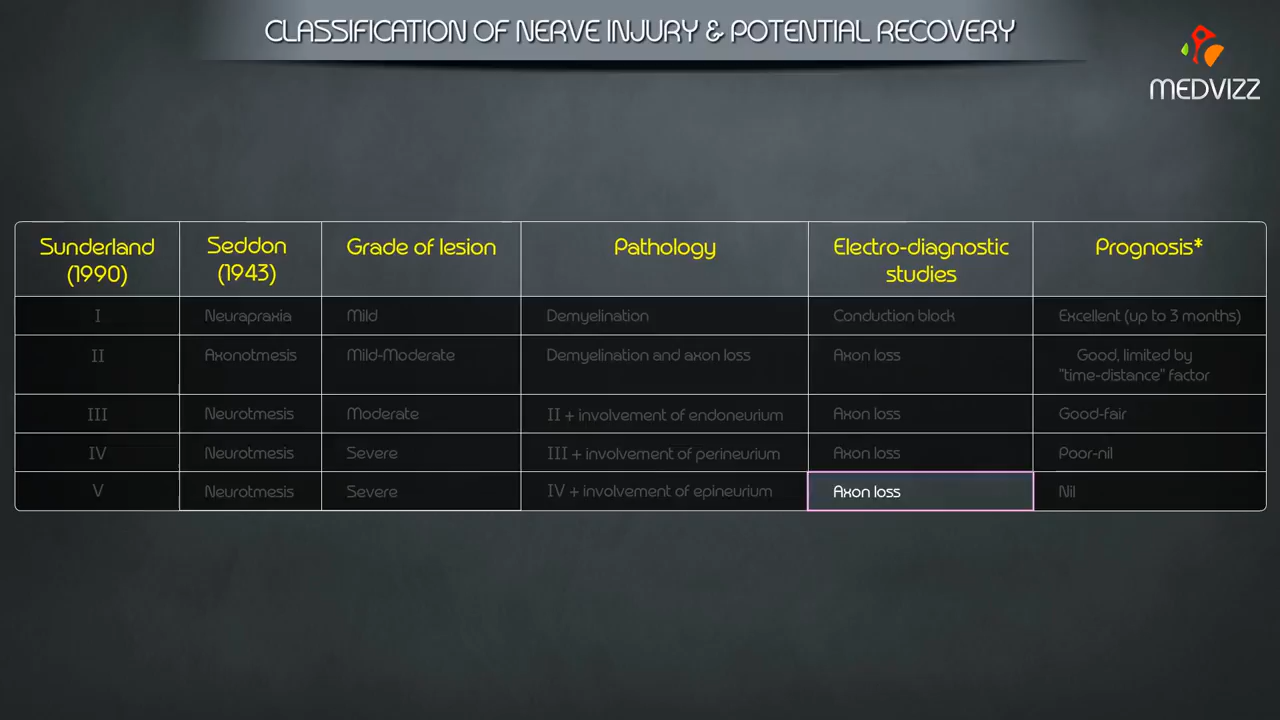 CLASSIFICATION OF NERVE INJURY & POTENTIAL RECOVERY
MEDVIZZ
Sunderland (1990) Seddon (1943) Grade of lesion Pathology Electro-diagnostic studies Prognosis*
I Neurapraxia Mild Demyelination Conduction block Excellent (up to 3 months)
II Axonotmesis Mild-Moderate Demyelination and axon loss Axon loss Good, limited by "time-distance" factor
III Neurotmesis Moderate II + involvement of endoneurium Axon loss Good-fair
IV Neurotmesis Severe III + involvement of perineurium Axon loss Poor-nil
V Neurotmesis Severe IV + involvement of epineurium Axon loss Nil